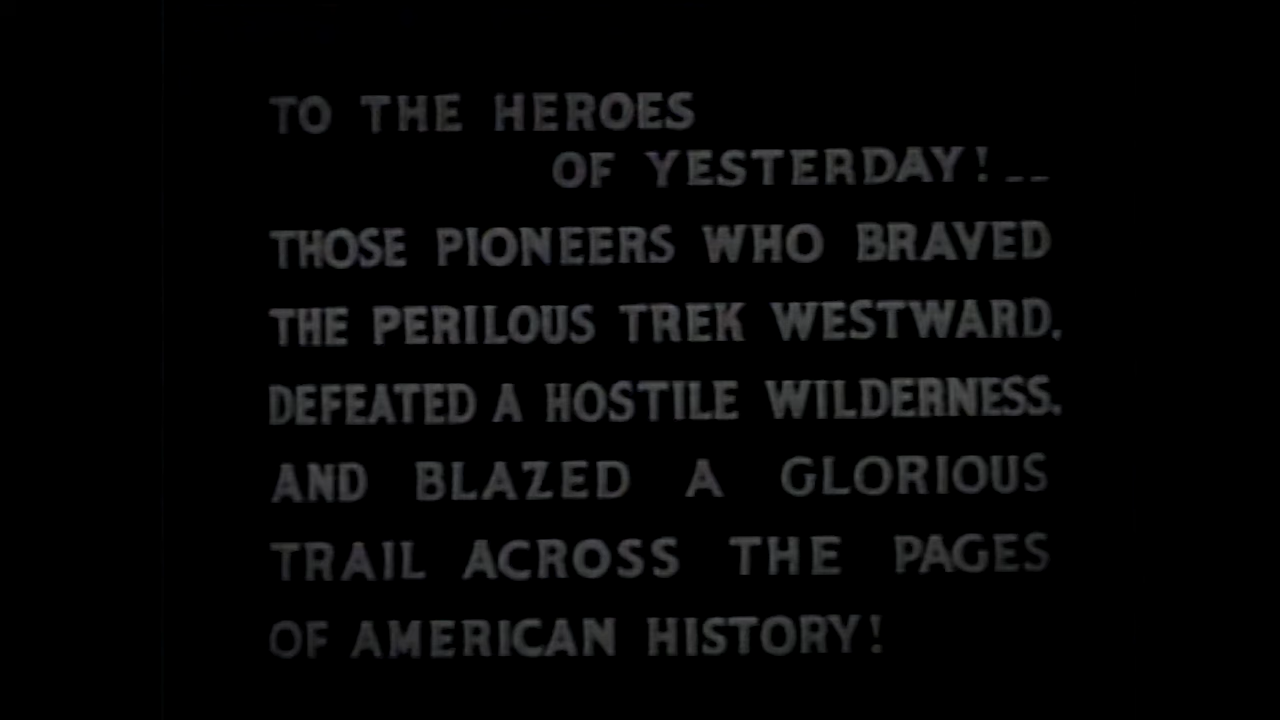 TO THE HEROES
OF YESTERDAY! --
THOSE PIONEERS WHO BRAVED
THE PERILOUS TREK WESTWARD,
DEFEATED A HOSTILE WILDERNESS,
AND BLAZED A GLORIOUS
TRAIL ACROSS THE PAGES
OF AMERICAN HISTORY!